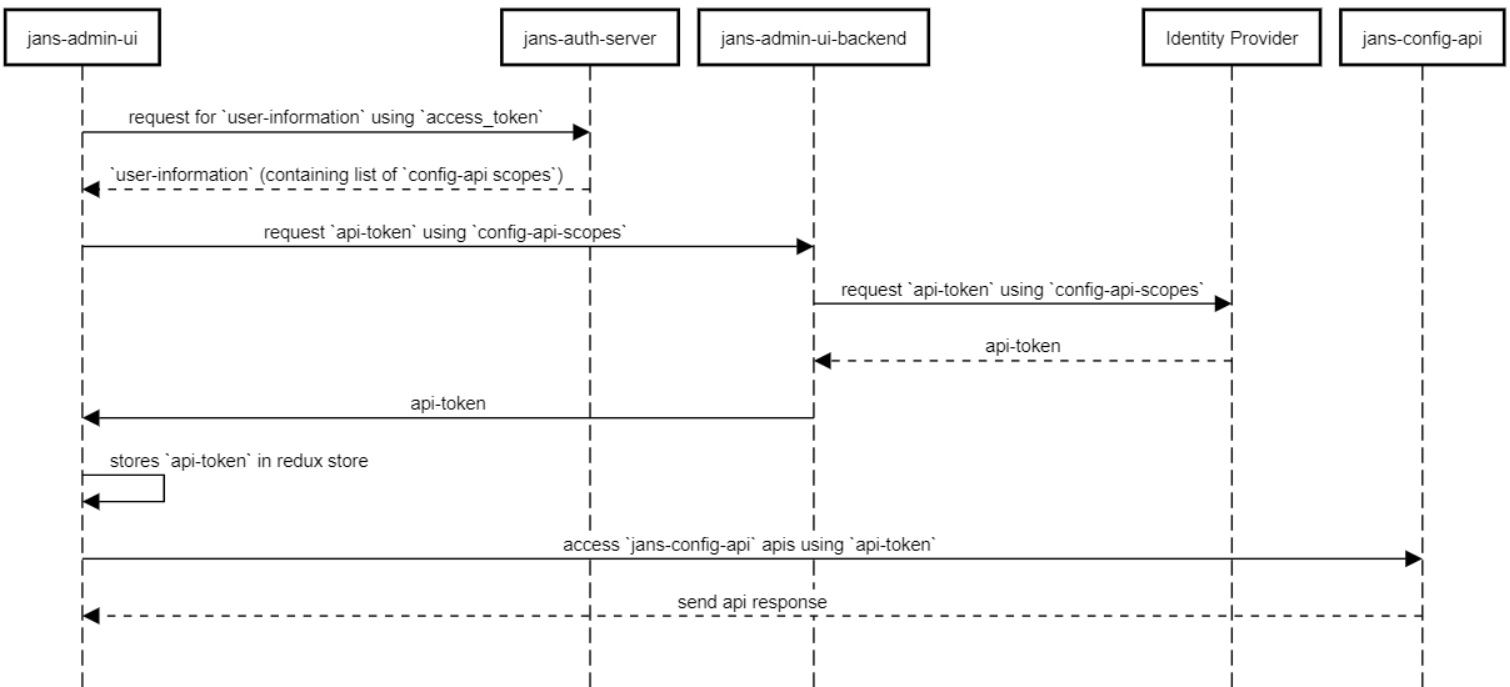 jans-admin-ui
jans-auth-server
jans-admin-ui-backend
Identity Provider
jans-config-api
request for `user-information` using `access_token`
`user-information` (containing list of `config-api scopes`)
request `api-token` using `config-api-scopes`
request `api-token` using `config-api-scopes`
api-token
api-token
stores `api-token` in redux store
access `jans-config-api` apis using `api-token`
send api response